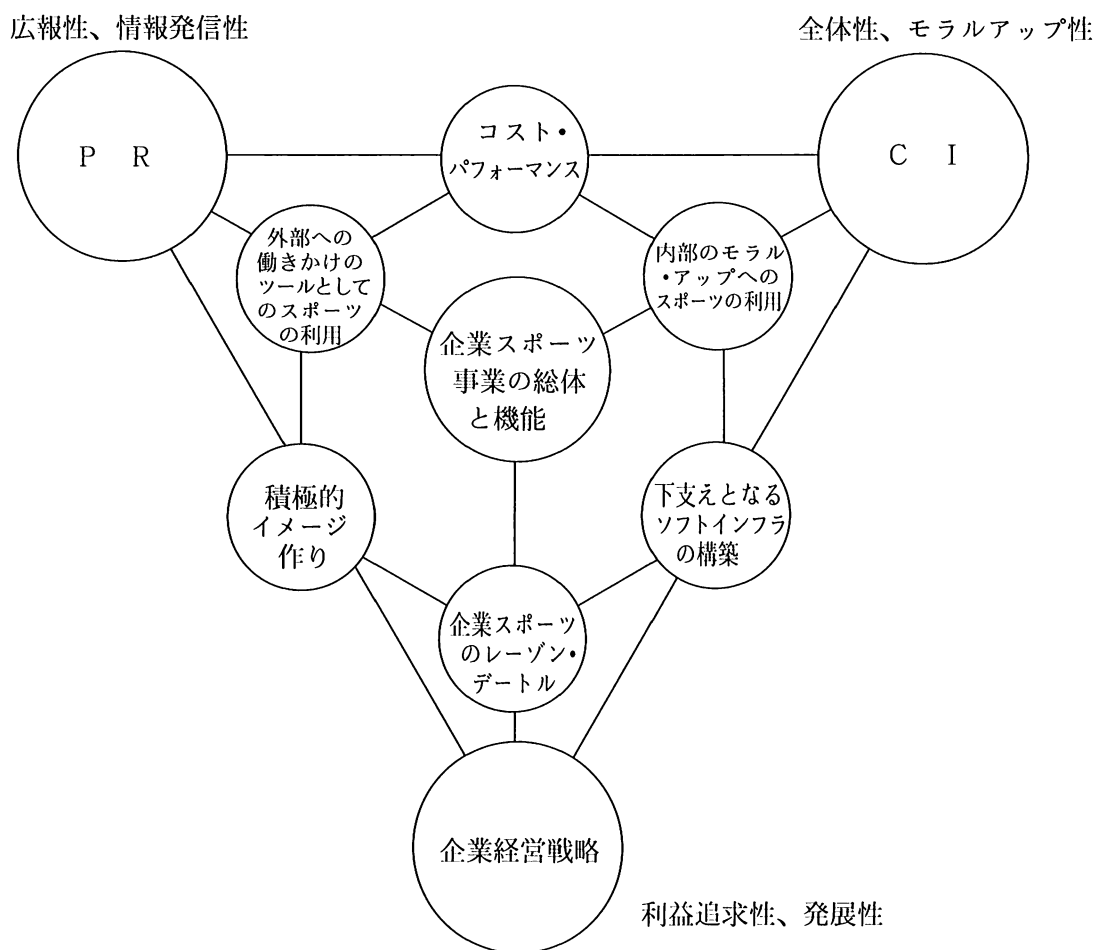 広報性、情報発信性
全体性、モラルアップ性
P R
コスト・
パフォーマンス
C I
外部への
働きかけの
ツールとして
のスポーツ
の利用
内部のモラル
・アップへの
スポーツの利用
企業スポーツ
事業の総体
と機能
積極的
イメージ
作り
下支えとなる
ソフトインフラ
の構築
企業スポーツ
のレーゾン・
デートル
企業経営戦略
利益追求性、発展性